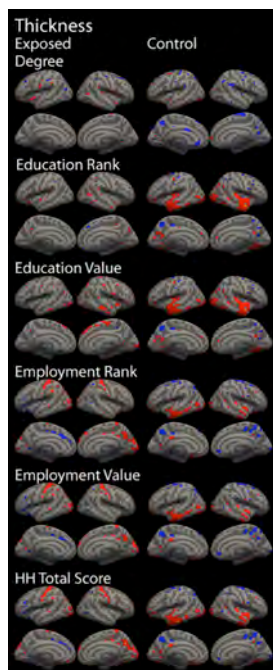 Thickness
Exposed Control
Degree
Education Rank
Education Value
Employment Rank
Employment Value
HH Total Score